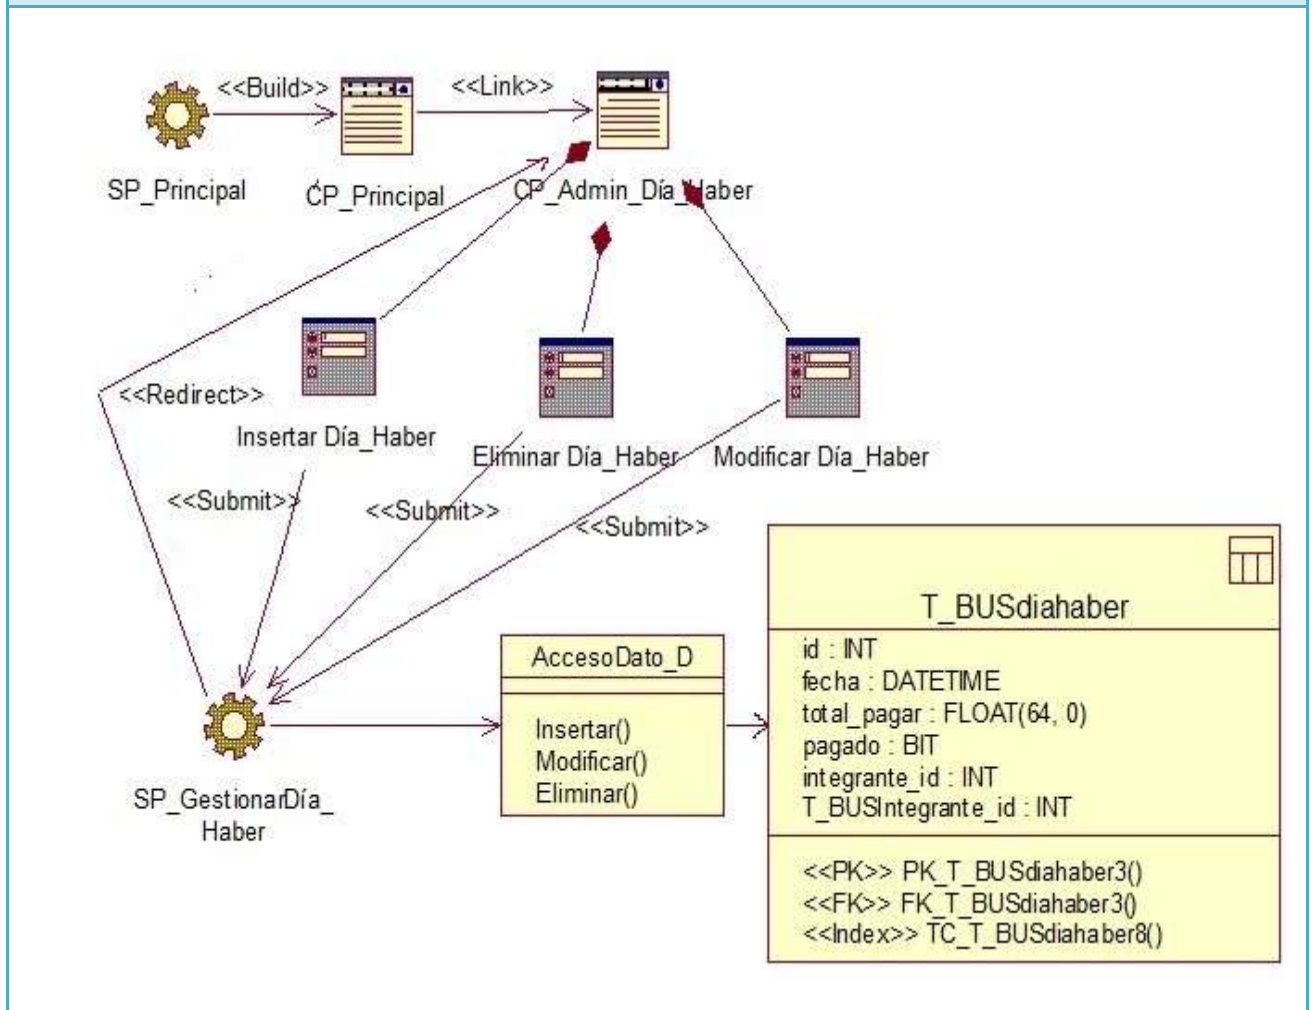 <<Build>>
<<Link>>
SP_Principal
CP_Principal
CP_Admin_Día_Haber
<<Redirect>>
Insertar Día_Haber
Eliminar Día_Haber
Modificar Día_Haber
<<Submit>>
<<Submit>>
<<Submit>>
SP_GestionarDía_
Haber
AccesoDato_D
Insertar()
Modificar()
Eliminar()
T_BUSdiahaber
id : INT
fecha : DATETIME
total_pagar : FLOAT(64, 0)
pagado : BIT
integrante_id : INT
T_BUSIntegrante_id : INT
<<PK>> PK_T_BUSdiahaber3()
<<FK>> FK_T_BUSdiahaber3()
<<Index>> TC_T_BUSdiahaber8()